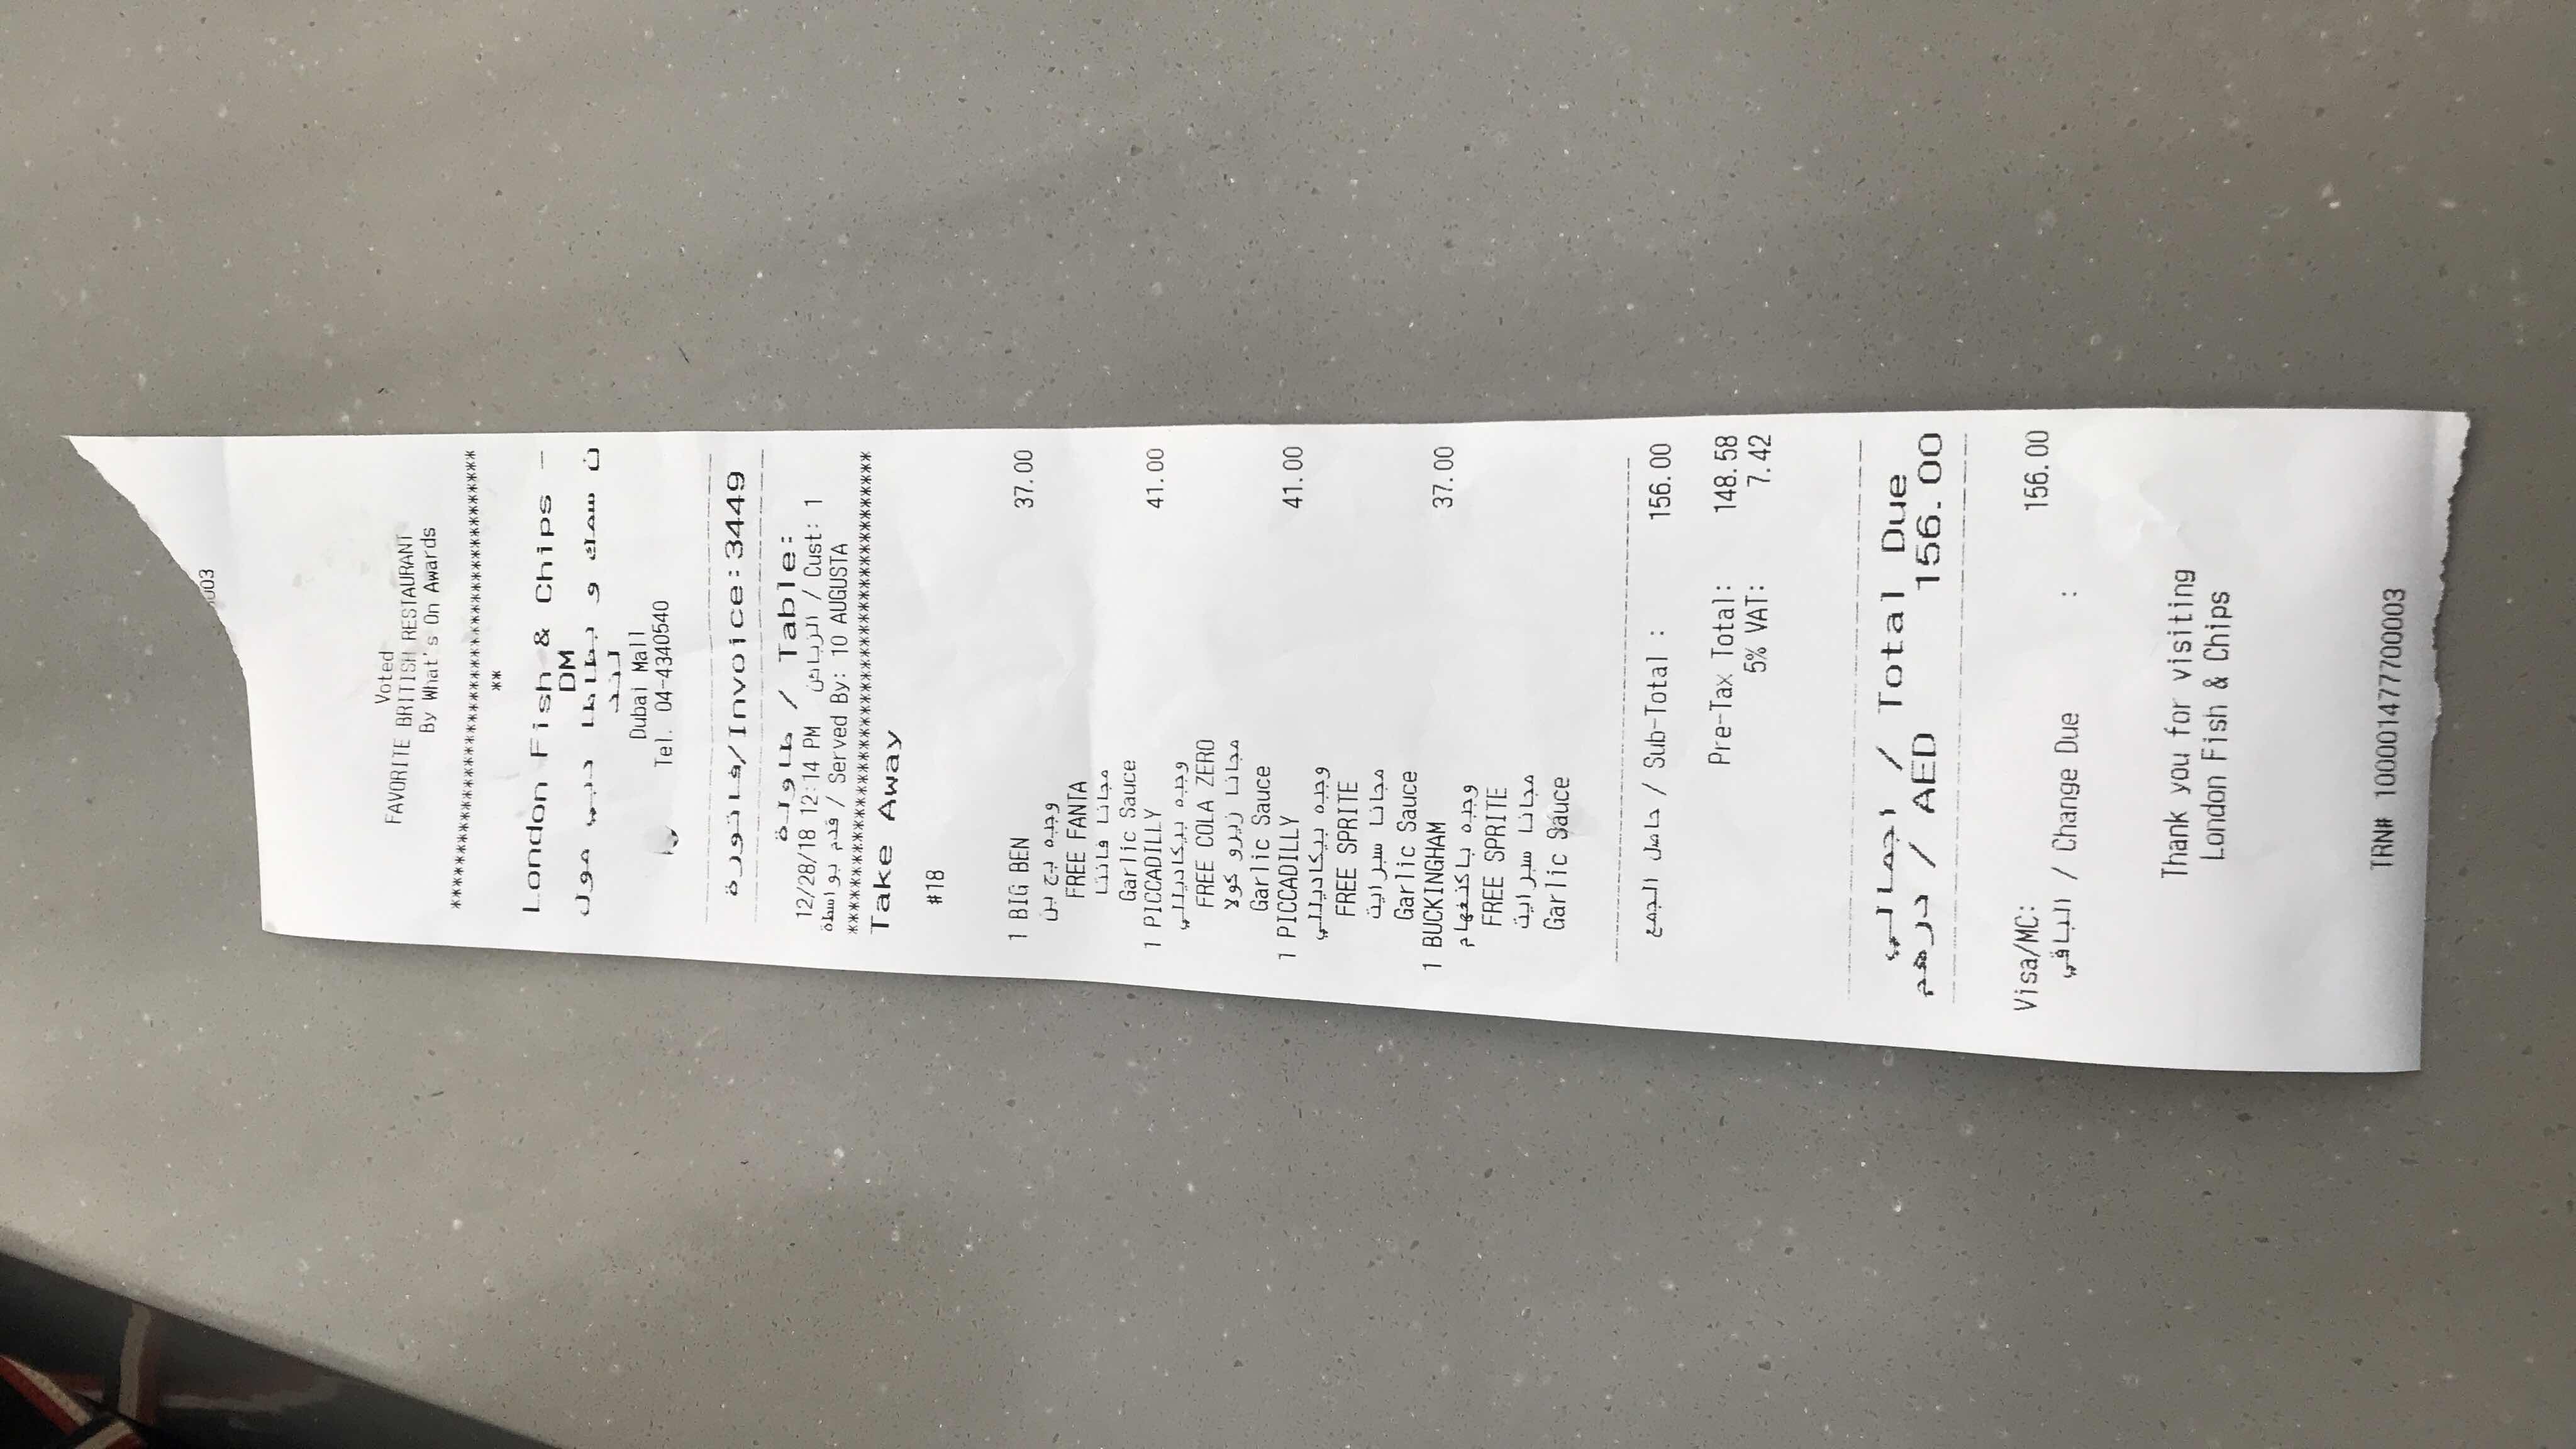 003
Voted
FAVORITE BRITISH RESTAURANT
By What's On Awards
******************************************
**
London Fish & Chips -
DM
ن سمك و بطاطا دبي مول
لند
Dubai Mall
Tel. 04-4340540
فاتورة/Invoice:3449
طاولة / Table:
12/28/18 12:14 PM الزبائن / Cust: 1
قدم بواسطة / Served By: 10 AUGUSTA
******************************************
Take Away
#18
1 BIG BEN 37.00
وجبه بج بن
FREE FANTA
مجانا فانتا
Garlic Sauce
1 PICCADILLY 41.00
وجبه بيكاديللي
FREE COLA ZERO
مجانا زيرو كولا
Garlic Sauce
1 PICCADILLY 41.00
وجبه بيكاديللي
FREE SPRITE
مجانا سبرايت
Garlic Sauce
1 BUCKINGHAM 37.00
وجبه باكنغهام
FREE SPRITE
مجانا سبرايت
Garlic Sauce
حاصل الجمع / Sub-Total : 156.00
Pre-Tax Total: 148.58
5% VAT: 7.42
اجمالي / Total Due
درهم / AED 156.00
Visa/MC: 156.00
الباقي / Change Due :
Thank you for visiting
London Fish & Chips
TRN# 100001477700003